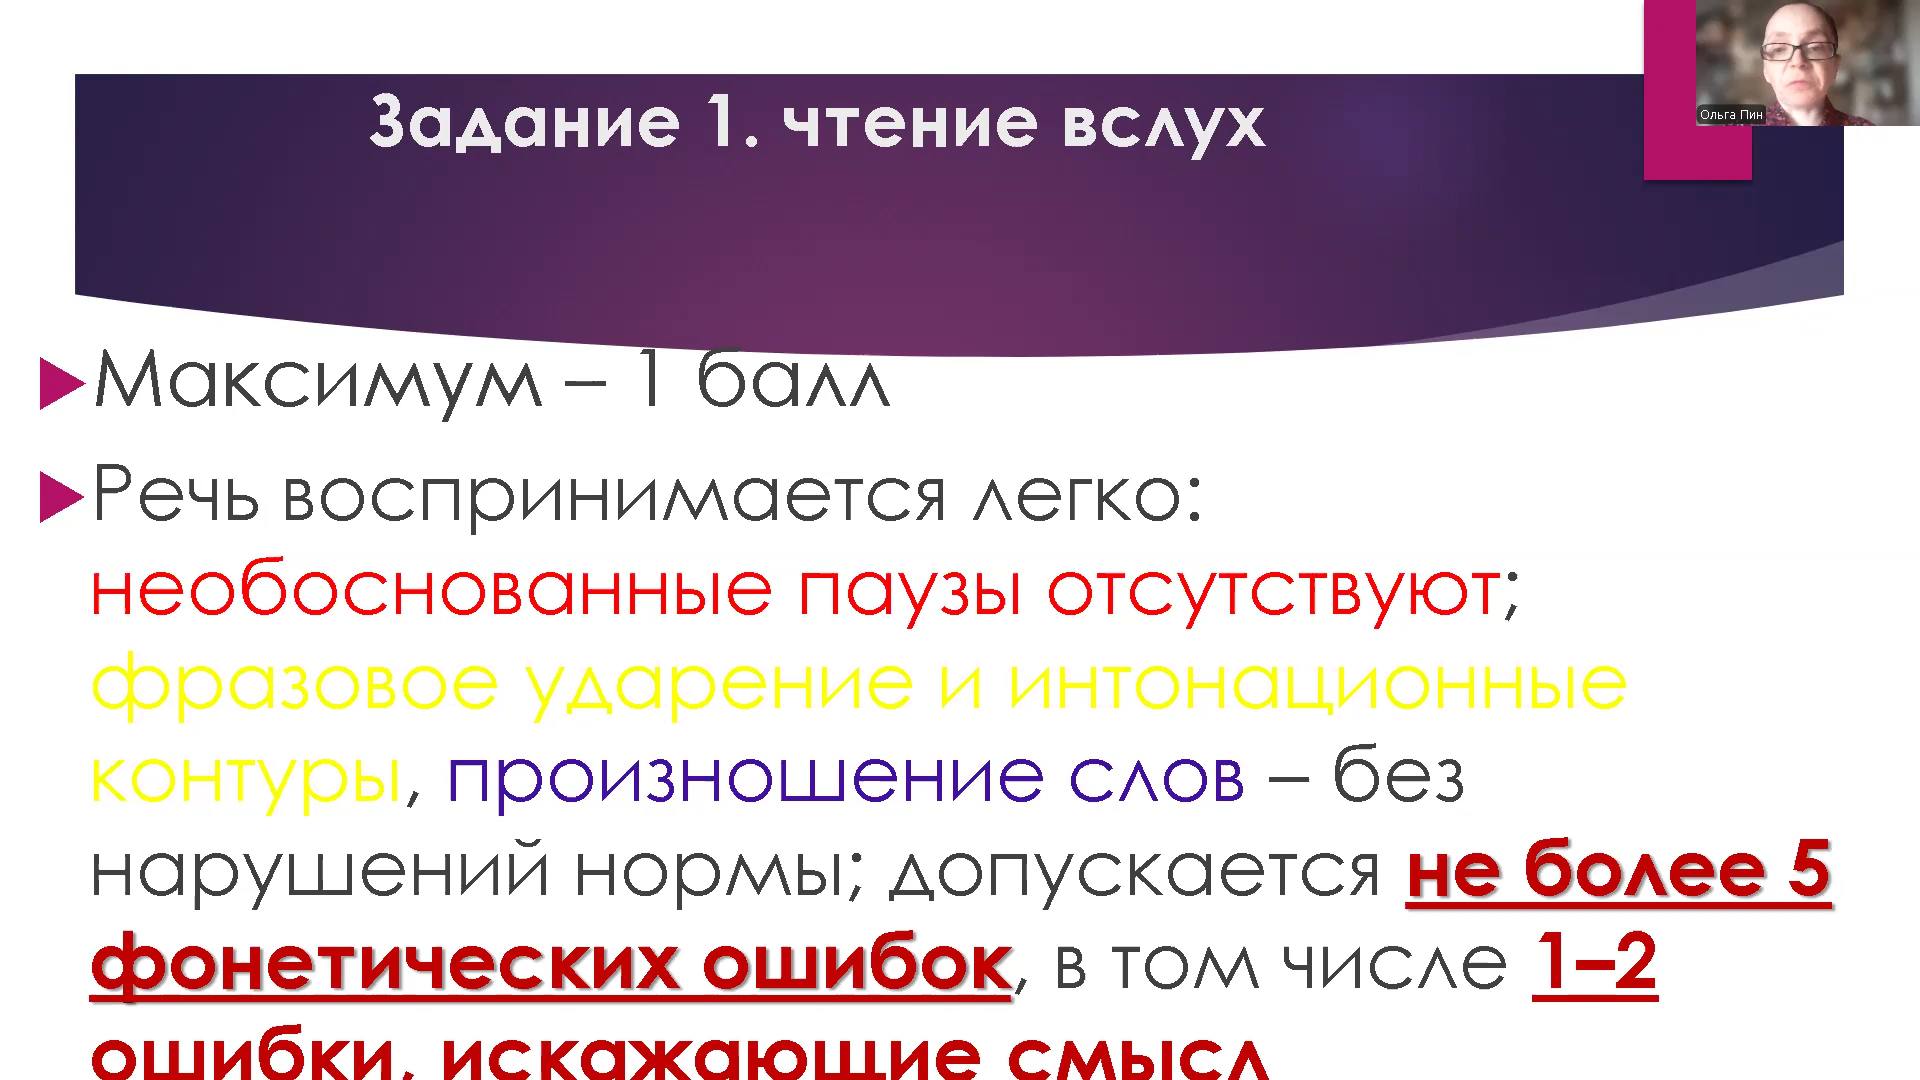 Задание 1. чтение вслух
Ольга Пин
Максимум – 1 балл
Речь воспринимается легко:
необоснованные паузы отсутствуют;
фразовое ударение и интонационные
контуры, произношение слов – без
нарушений нормы; допускается не более 5
фонетических ошибок, в том числе 1–2
ошибки, искажающие смысл